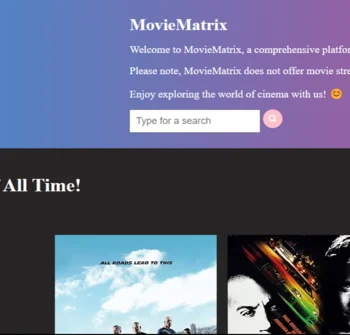 MovieMatrix
Welcome to MovieMatrix, a comprehensive platfor
Please note, MovieMatrix does not offer movie stre
Enjoy exploring the world of cinema with us! 😊
Type for a search
All Time!
ALL ROADS LEAD TO THIS